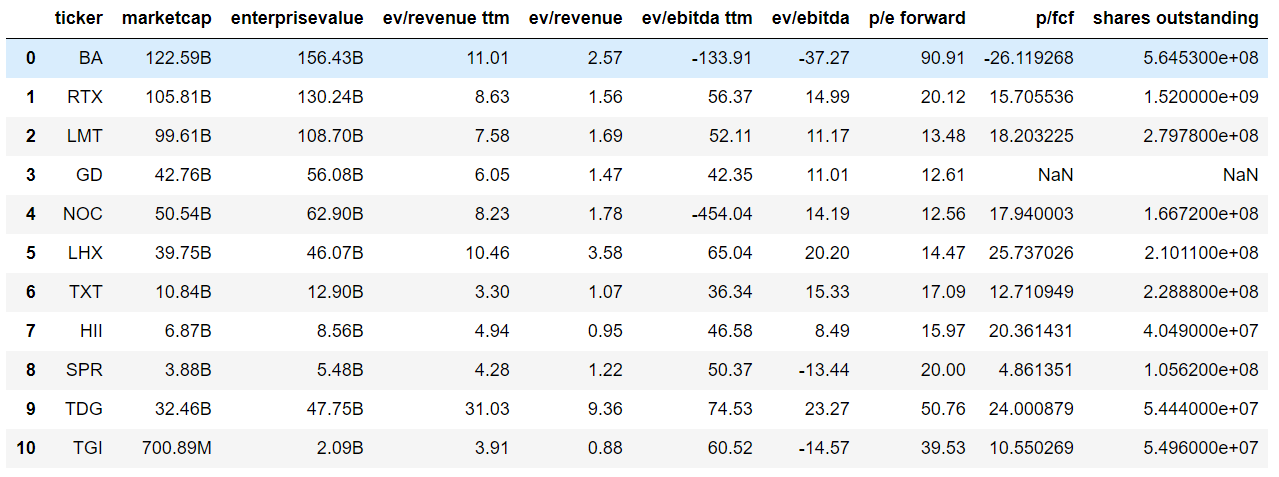 ticker marketcap enterprisevalue ev/revenue ttm ev/revenue ev/ebitda ttm ev/ebitda p/e forward p/fcf shares outstanding
0 BA 122.59B 156.43B 11.01 2.57 -133.91 -37.27 90.91 -26.119268 5.645300e+08
1 RTX 105.81B 130.24B 8.63 1.56 56.37 14.99 20.12 15.705536 1.520000e+09
2 LMT 99.61B 108.70B 7.58 1.69 52.11 11.17 13.48 18.203225 2.797800e+08
3 GD 42.76B 56.08B 6.05 1.47 42.35 11.01 12.61 NaN NaN
4 NOC 50.54B 62.90B 8.23 1.78 -454.04 14.19 12.56 17.940003 1.667200e+08
5 LHX 39.75B 46.07B 10.46 3.58 65.04 20.20 14.47 25.737026 2.101100e+08
6 TXT 10.84B 12.90B 3.30 1.07 36.34 15.33 17.09 12.710949 2.288800e+08
7 HII 6.87B 8.56B 4.94 0.95 46.58 8.49 15.97 20.361431 4.049000e+07
8 SPR 3.88B 5.48B 4.28 1.22 50.37 -13.44 20.00 4.861351 1.056200e+08
9 TDG 32.46B 47.75B 31.03 9.36 74.53 23.27 50.76 24.000879 5.444000e+07
10 TGI 700.89M 2.09B 3.91 0.88 60.52 -14.57 39.53 10.550269 5.496000e+07